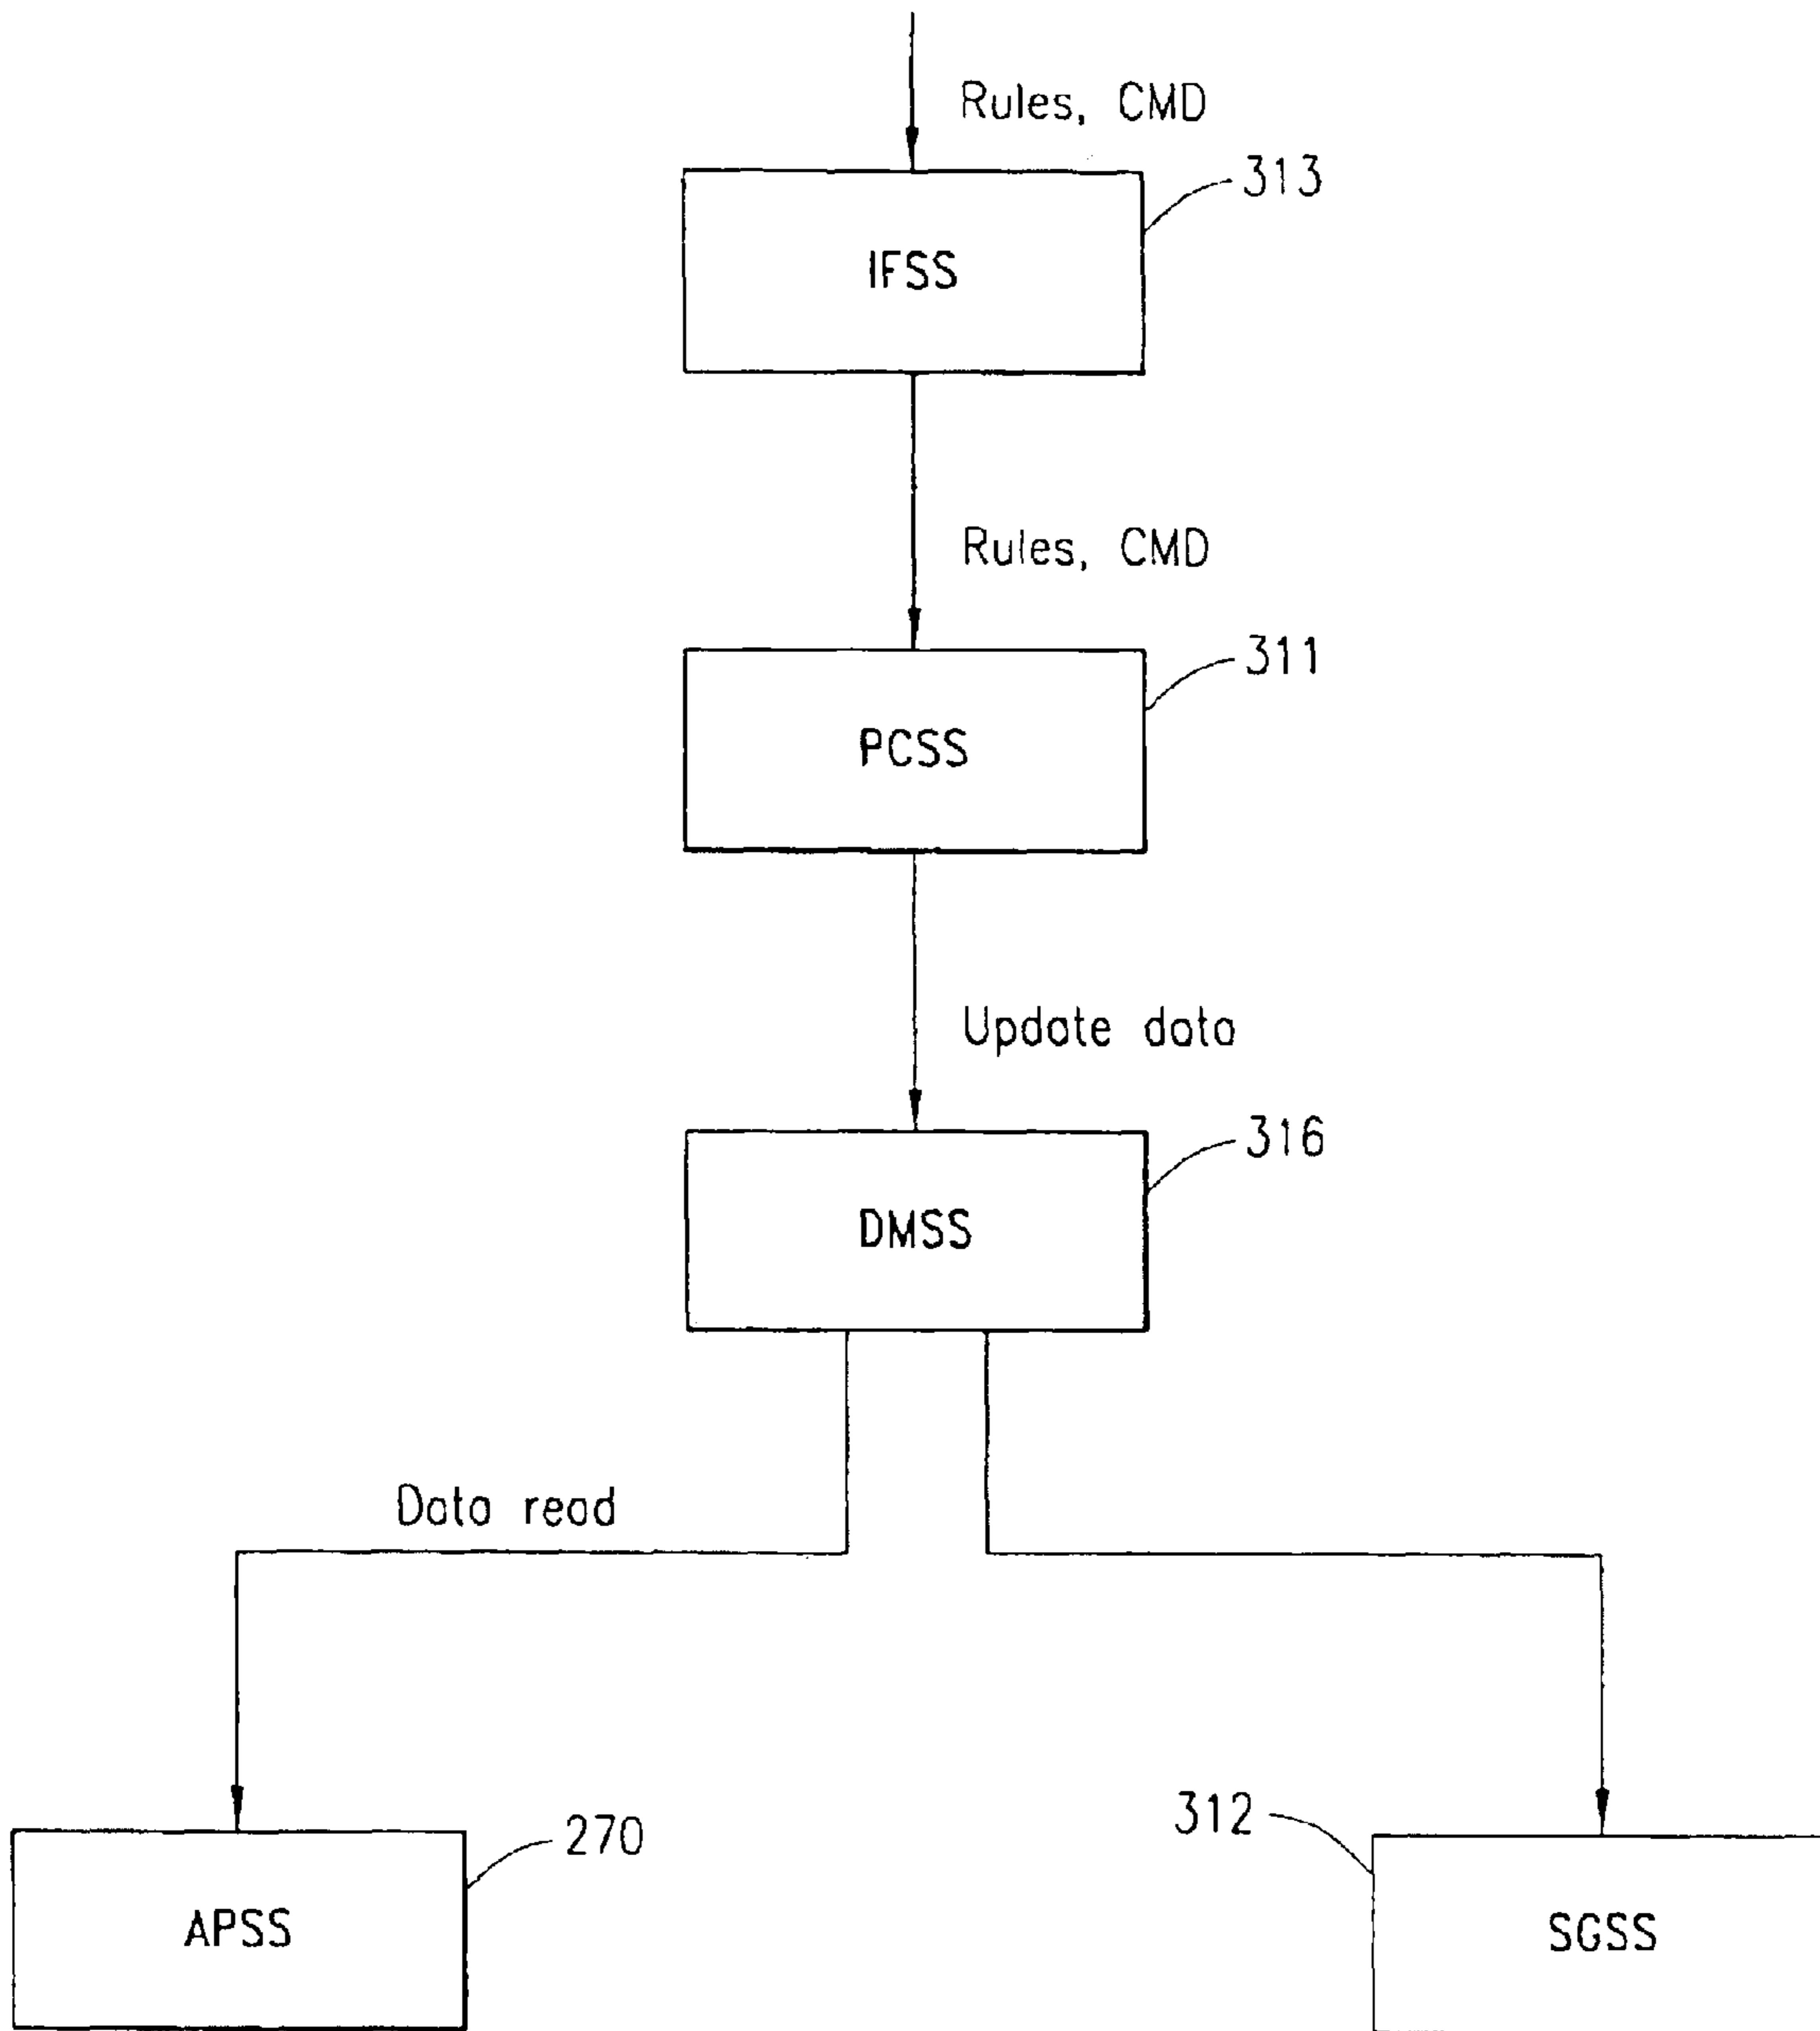 Rules, CMD
313
IFSS
Rules, CMD
311
PCSS
Update data
316
DMSS
Data read
270
312
APSS
SGSS